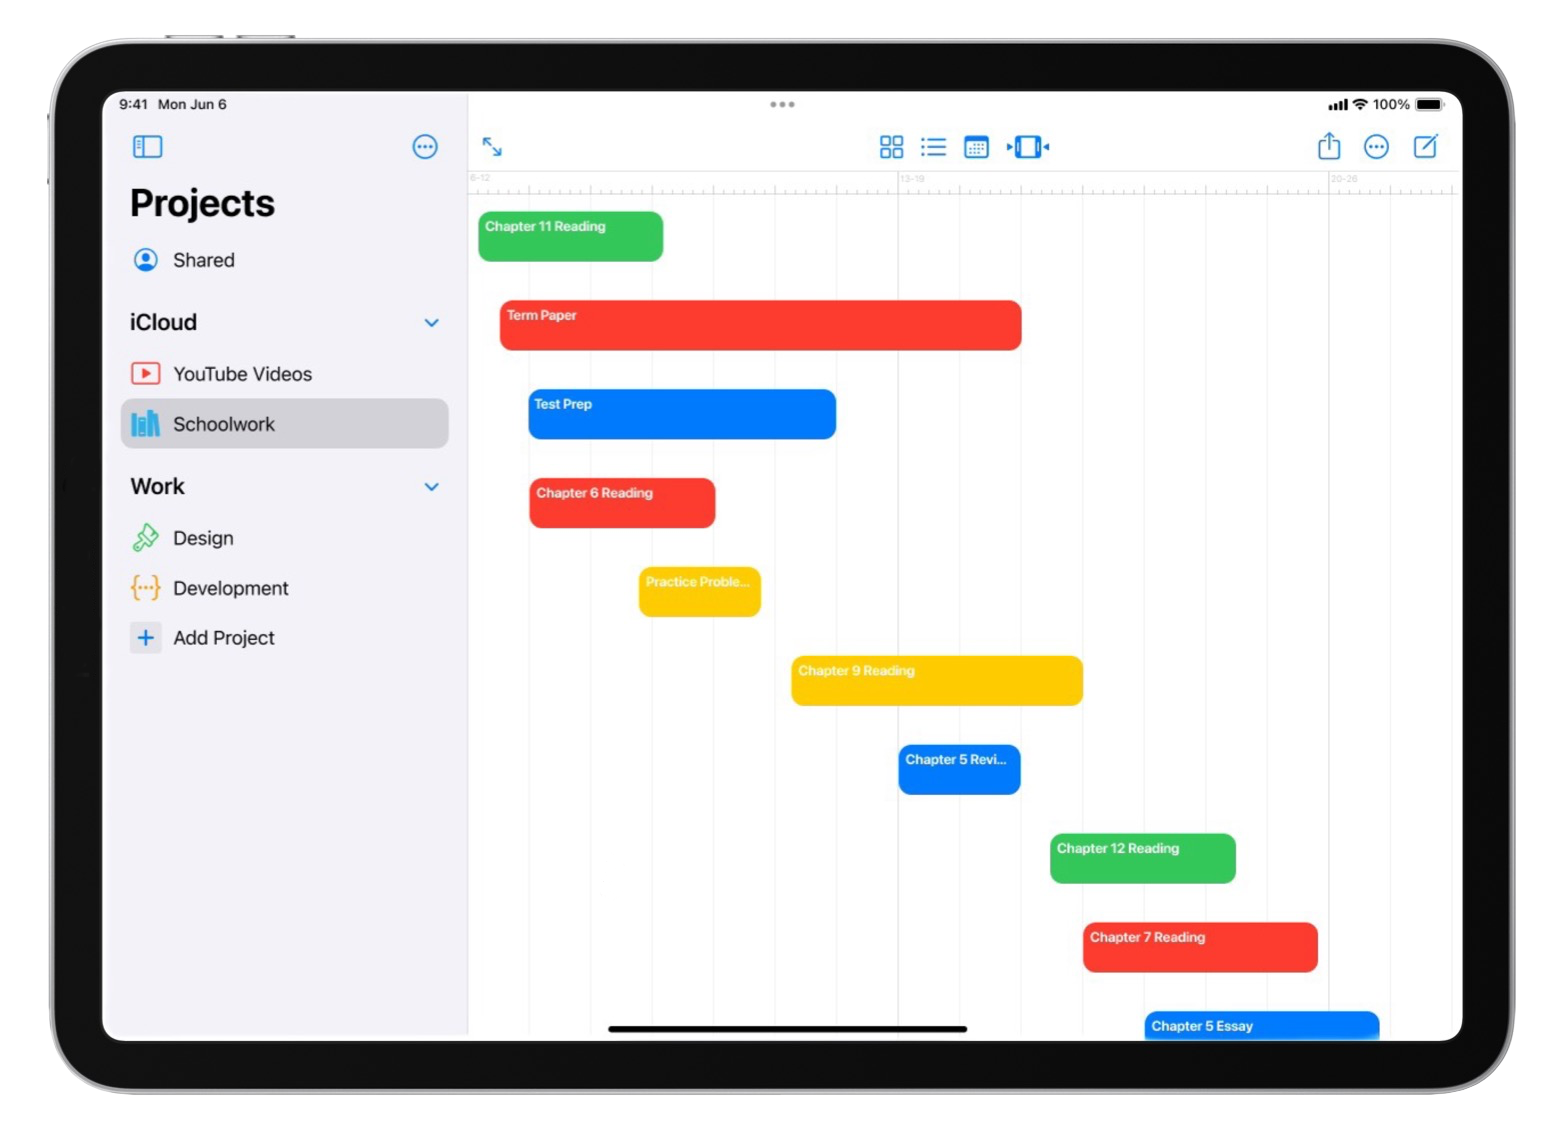 9:41 Mon Jun 6
100%
Projects
Shared
iCloud
YouTube Videos
Schoolwork
Work
Design
Development
Add Project
6-12
13-19
20-26
Chapter 11 Reading
Term Paper
Test Prep
Chapter 6 Reading
Practice Proble...
Chapter 9 Reading
Chapter 5 Revi...
Chapter 12 Reading
Chapter 7 Reading
Chapter 5 Essay